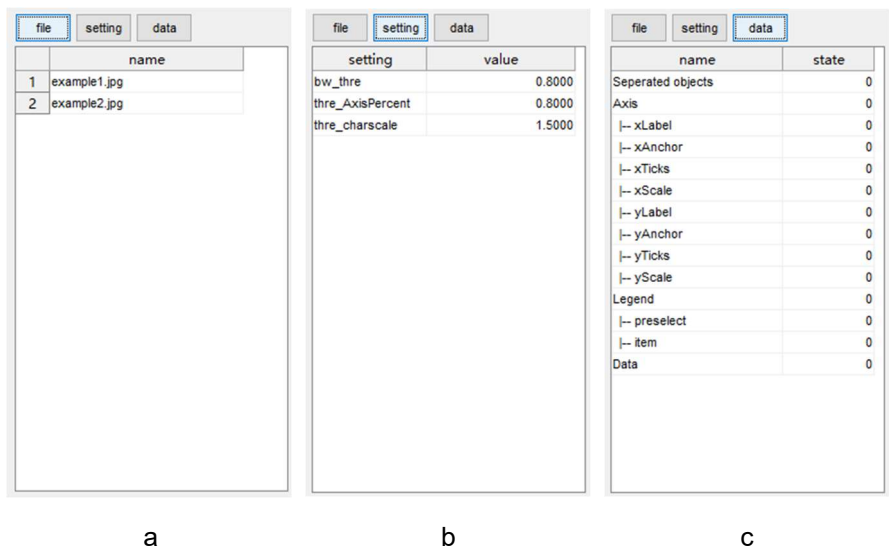 file setting data
name
1 example1.jpg
2 example2.jpg
file setting data
setting value
bw_thre 0.8000
thre_AxisPercent 0.8000
thre_charscale 1.5000
file setting data
name state
Seperated objects 0
Axis 0
|-- xLabel 0
|-- xAnchor 0
|-- xTicks 0
|-- xScale 0
|-- yLabel 0
|-- yAnchor 0
|-- yTicks 0
|-- yScale 0
Legend 0
|-- preselect 0
|-- item 0
Data 0
a b c